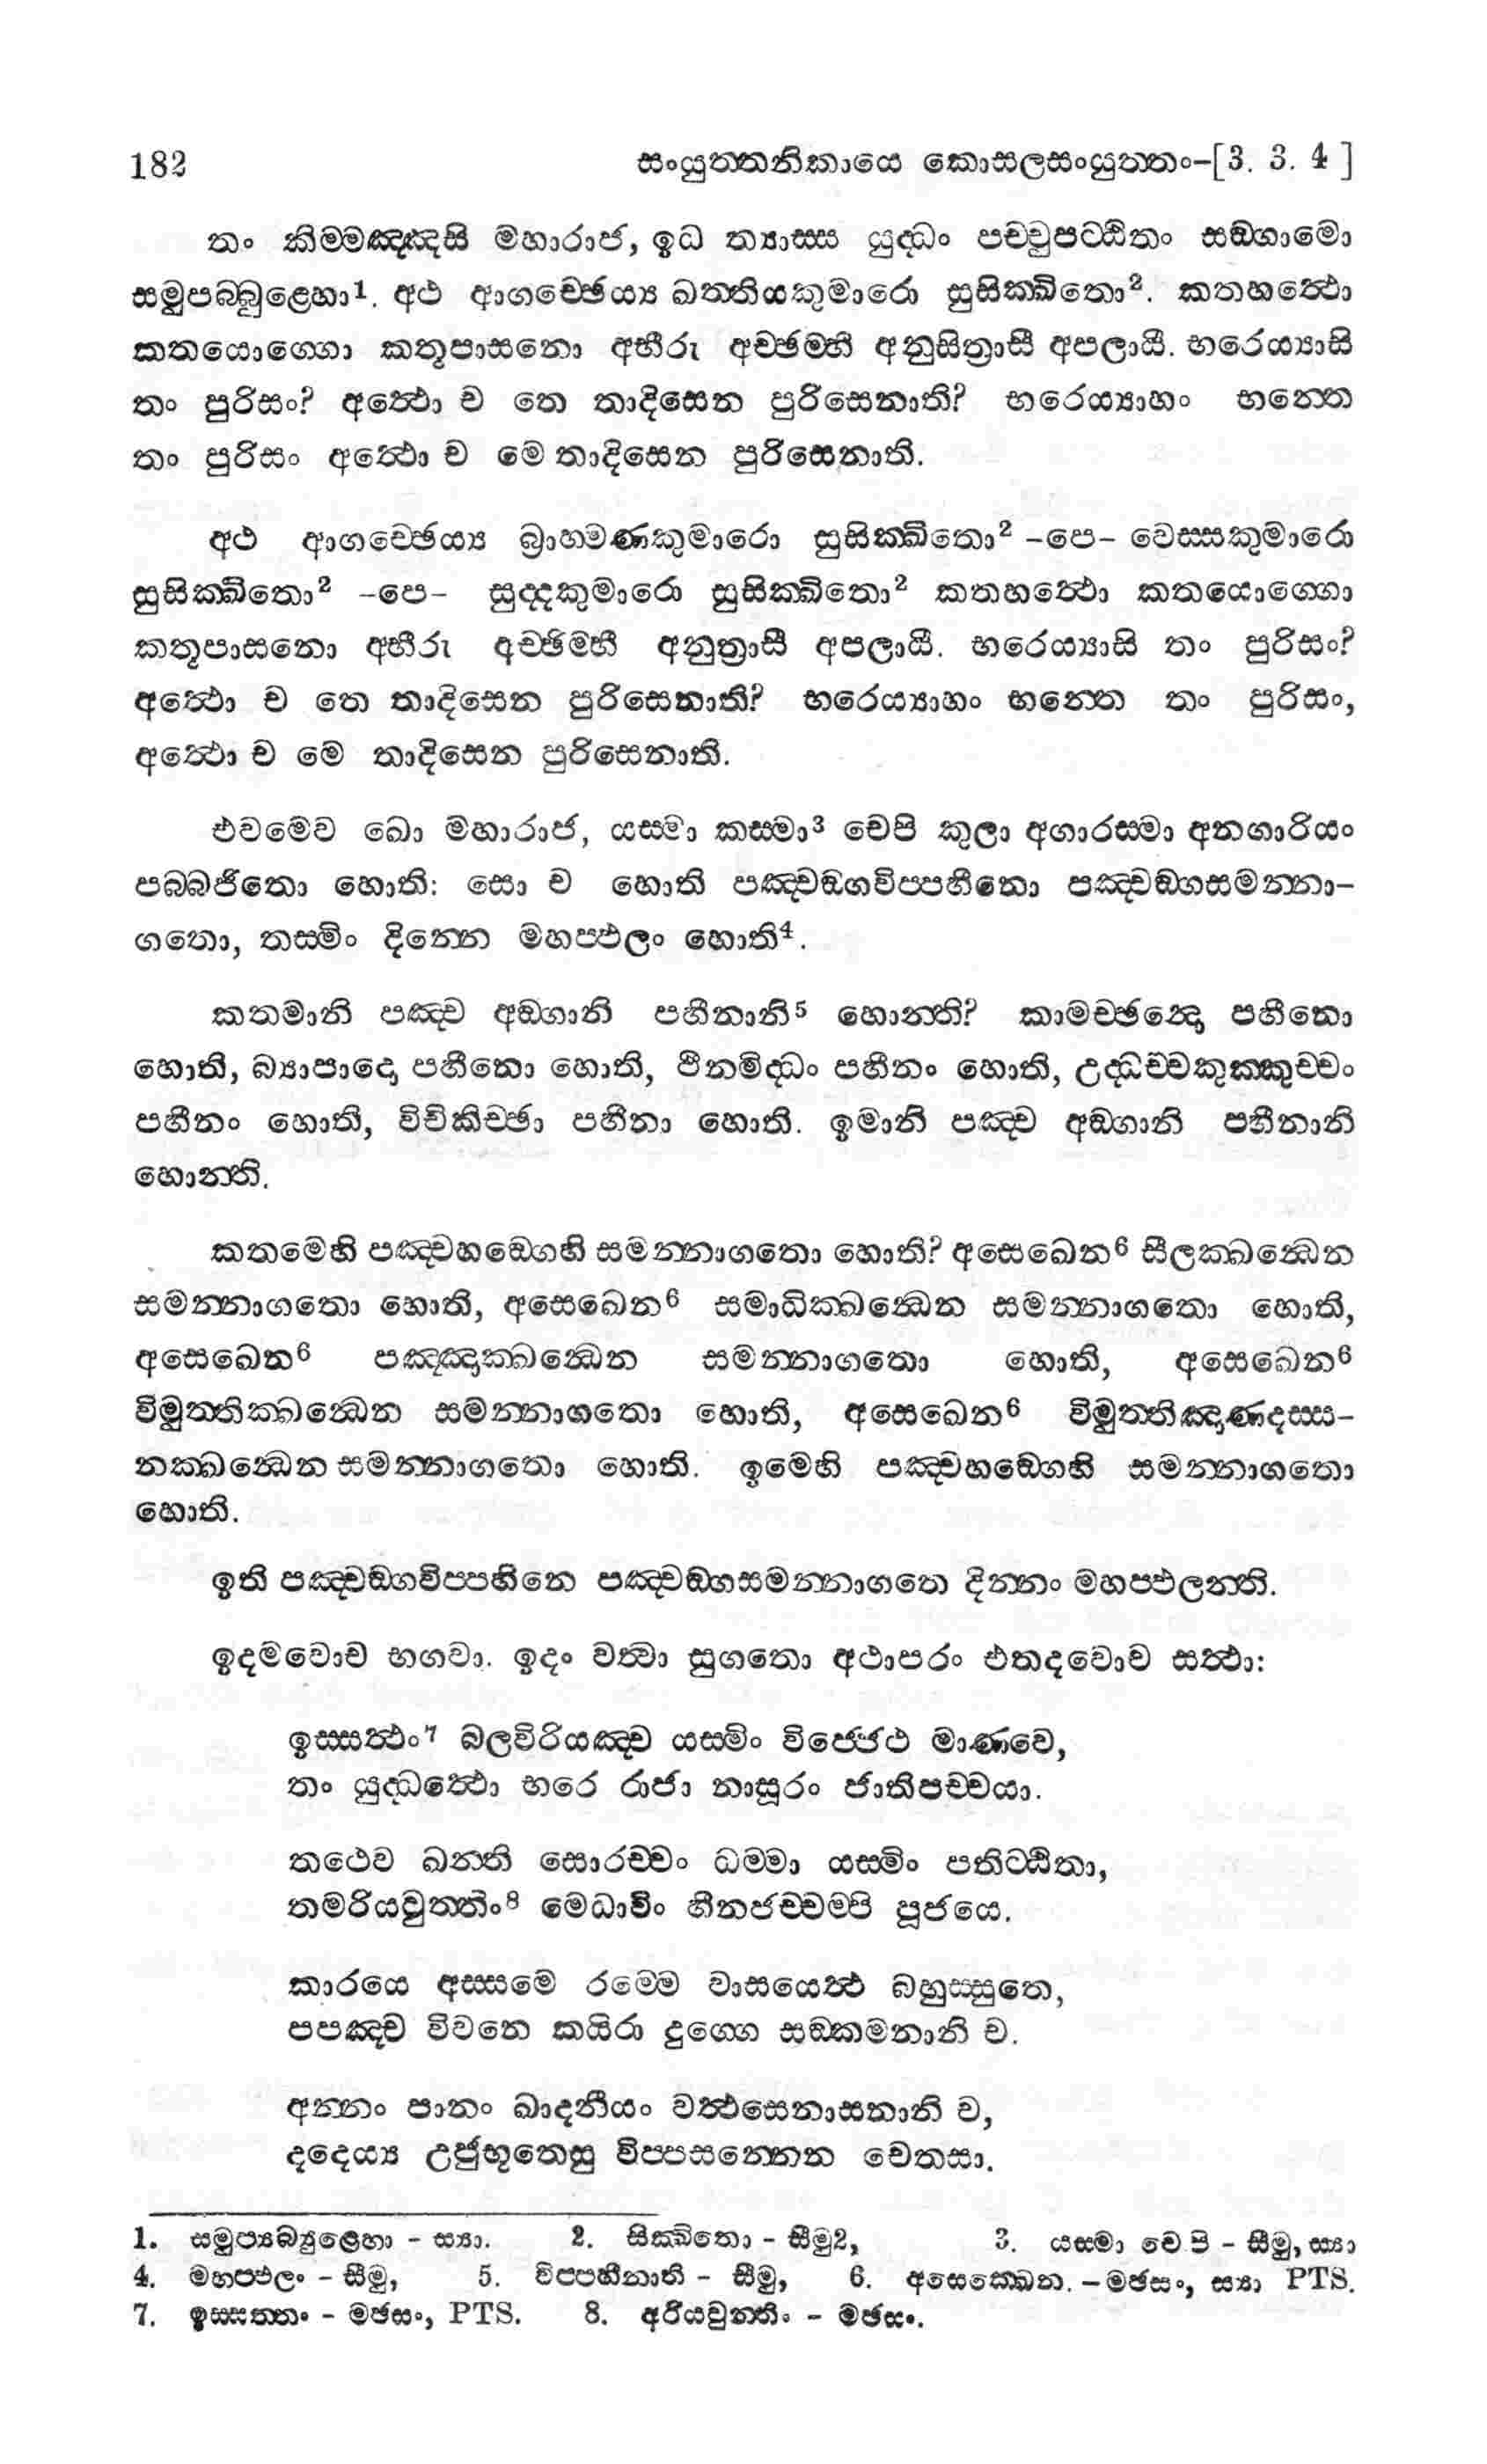 182 සංයුත්තනිකායෙ කොසලසංයුත්තං-[3. 3. 4 ]
තං කිම්මඤ්ඤසි මහාරාජ, ඉධ ත්‍යාස්ස යුද්ධං පච්චුපට්ඨිතං සඞ්ගාමො
සමුපබ්බුළ්හො1. අථ ආගච්ඡෙය්‍ය ඛත්තියකුමාරො සුසික්ඛිතො2. කතහත්ථො
කතයොග්ගො කතූපාසනො අභීරු අච්ඡම්භී අනුසිත්‍රාසී අපලායී. භරෙය්‍යාසි
තං පුරිසං? අත්ථො ච තෙ තාදිසෙන පුරිසෙනාති? භරෙය්‍යාහං භන්තෙ
තං පුරිසං අත්ථො ච මෙ තාදිසෙන පුරිසෙනාති.
අථ ආගච්ඡෙය්‍ය බ්‍රාහ්මණකුමාරො සුසික්ඛිතො2 -පෙ- වෙස්සකුමාරො
සුසික්ඛිතො2 -පෙ- සුද්දකුමාරො සුසික්ඛිතො2 කතහත්ථො කතයොග්ගො
කතූපාසනො අභීරු අච්ඡිම්භී අනුත්‍රාසී අපලායී. භරෙය්‍යාසි තං පුරිසං?
අත්ථො ච තෙ තාදිසෙන පුරිසෙනාති? භරෙය්‍යාහං භන්තෙ තං පුරිසං,
අත්ථො ච මෙ තාදිසෙන පුරිසෙනාති.
එවමෙව ඛො මහාරාජ, යස්මා කස්මා3 චෙපි කුලා අගාරස්මා අනගාරියං
පබ්බජිතො හොති: සො ච හොති පඤ්චඞ්ගවිප්පහීනො පඤ්චඞ්ගසමන්නා-
ගතො, තස්මිං දින්නෙ මහප්ඵලං හොති4.
කතමානි පඤ්ච අඞ්ගානි පහීනානි5 හොන්ති? කාමච්ඡන්දො පහීනො
හොති, බ්‍යාපාදො පහීනො හොති, ථීනමිද්ධං පහීනං හොති, උද්ධච්චකුක්කුච්චං
පහීනං හොති, විචිකිච්ඡා පහීනා හොති. ඉමානි පඤ්ච අඞ්ගානි පහීනානි
හොන්ති.
කතමෙහි පඤ්චහඞ්ගෙහි සමන්නාගතො හොති? අසෙඛෙන6 සීලක්ඛන්ධෙන
සමන්නාගතො හොති, අසෙඛෙන6 සමාධික්ඛන්ධෙන සමන්නාගතො හොති,
අසෙඛෙන6 පඤ්ඤාක්ඛන්ධෙන සමන්නාගතො හොති, අසෙඛෙන6
විමුත්තික්ඛන්ධෙන සමන්නාගතො හොති, අසෙඛෙන6 විමුත්තිඤාණදස්ස-
නක්ඛන්ධෙන සමන්නාගතො හොති. ඉමෙහි පඤ්චහඞ්ගෙහි සමන්නාගතො
හොති.
ඉති පඤ්චඞ්ගවිප්පහීනෙ පඤ්චඞ්ගසමන්නාගතෙ දින්නං මහප්ඵලන්ති.
ඉදමවොච භගවා. ඉදං වත්වා සුගතො අථාපරං එතදවොච සත්ථා:
ඉස්සත්ථං7 බලවිරියඤ්ච යස්මිං විජ්ජෙථ මාණවෙ,
තං යුද්ධත්ථො භරෙ රාජා නාසූරං ජාතිපච්චයා.
තථෙව ඛන්ති සොරච්චං ධම්මා යස්මිං පතිට්ඨිතා,
තමරියවුත්තිං8 මෙධාවිං හීනජච්චම්පි පූජයෙ.
කාරයෙ අස්සමෙ රම්මෙ වාසයෙත්ථ බහුස්සුතෙ,
පපඤ්ච විවනෙ කයිරා දුග්ගෙ සඞ්කමනානි ච.
අන්නං පානං ඛාදනීයං වත්ථසෙනාසනානි ච,
දදෙය්‍ය උජුභූතෙසු විප්පසන්නෙන චෙතසා.
1. සමුප්‍යබ්‍යුළෙහා - ස්‍යා. 2. සික්ඛිතො - සීමු2, 3. යස්මා චෙ පි - සීමු, ස්‍යා
4. මහප්ඵලං - සීමු, 5. විප්පහීනාති - සීමු, 6. අසෙක්ඛෙන. - මඡසං, ස්‍යා PTS.
7. ඉස්සත්තං - මඡසං, PTS. 8. අරියවුත්තිං - මඡසං.